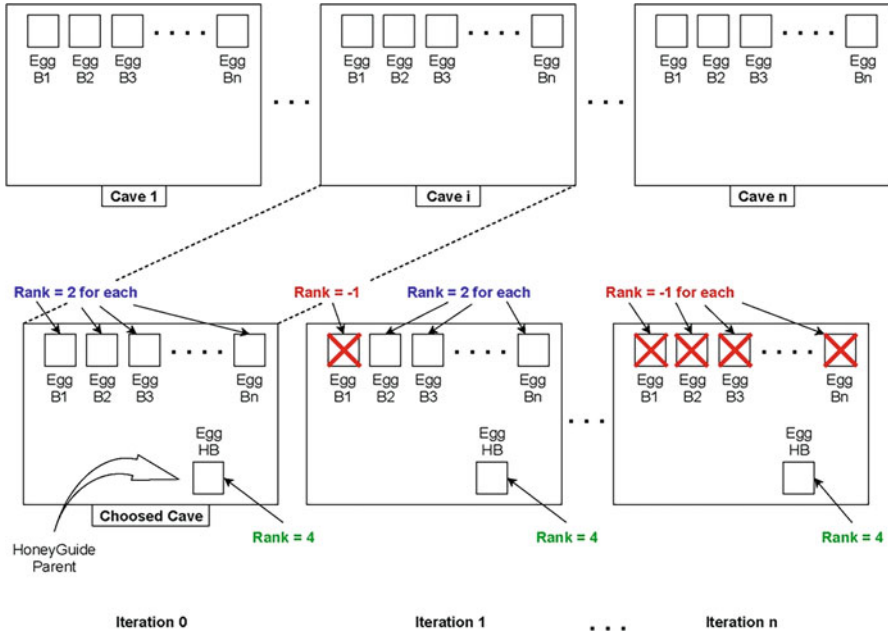 Egg B1 Egg B2 Egg B3 . . . . Egg Bn
Cave 1
. . .
Egg B1 Egg B2 Egg B3 . . . . Egg Bn
Cave i
. . .
Egg B1 Egg B2 Egg B3 . . . . Egg Bn
Cave n
Rank = 2 for each
Egg B1 Egg B2 Egg B3 . . . . Egg Bn
Egg HB
Choosed Cave
HoneyGuide
Parent
Rank = 4
Rank = -1
Rank = 2 for each
Egg B1 Egg B2 Egg B3 . . . . Egg Bn
Egg HB
Rank = 4
. . .
Rank = -1 for each
Egg B1 Egg B2 Egg B3 . . . . Egg Bn
Egg HB
Rank = 4
Iteration 0
Iteration 1
. . .
Iteration n